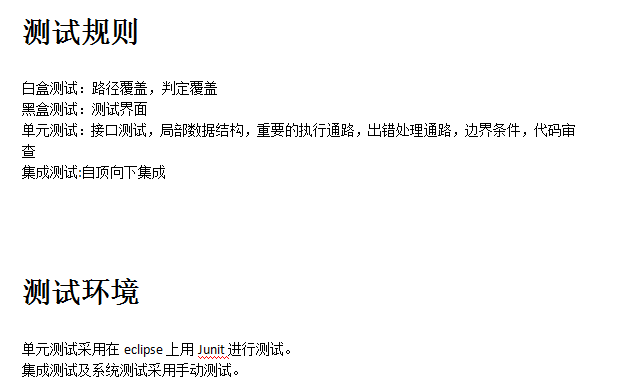 测试规则
白盒测试：路径覆盖，判定覆盖
黑盒测试：测试界面
单元测试：接口测试，局部数据结构，重要的执行通路，出错处理通路，边界条件，代码审
查
集成测试:自顶向下集成
测试环境
单元测试采用在 eclipse 上用 Junit 进行测试。
集成测试及系统测试采用手动测试。